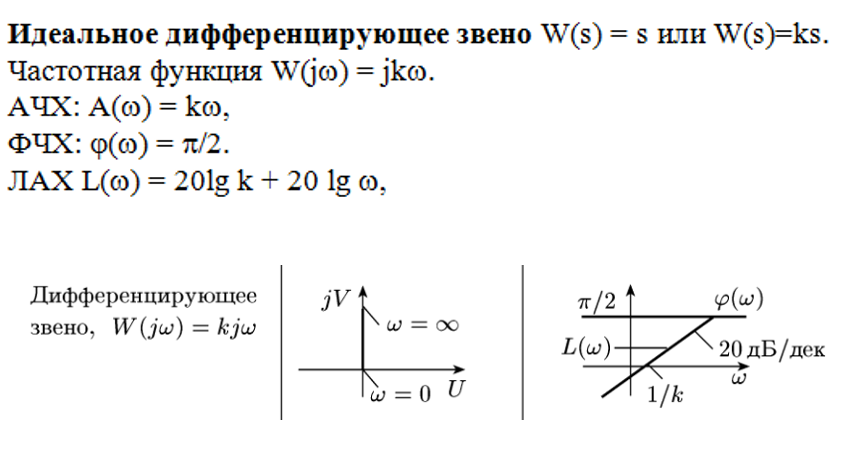 Идеальное дифференцирующее звено W(s) = s или W(s)=ks.
Частотная функция W(jω) = jkω.
АЧХ: A(ω) = kω,
ФЧХ: φ(ω) = π/2.
ЛАХ L(ω) = 20lg k + 20 lg ω,
Дифференцирующее
звено, W(jω) = kjω
jV
ω = ∞
ω = 0 U
π/2 φ(ω)
L(ω) 20 дБ/дек
ω
1/k